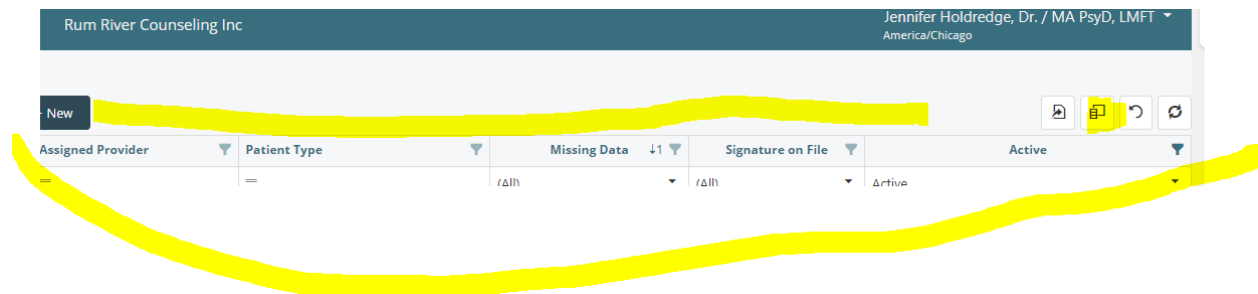 Rum River Counseling Inc
Jennifer Holdredge, Dr. / MA PsyD, LMFT
America/Chicago
New
Assigned Provider Patient Type Missing Data ↓1 Signature on File Active
= = (All) (All) Active